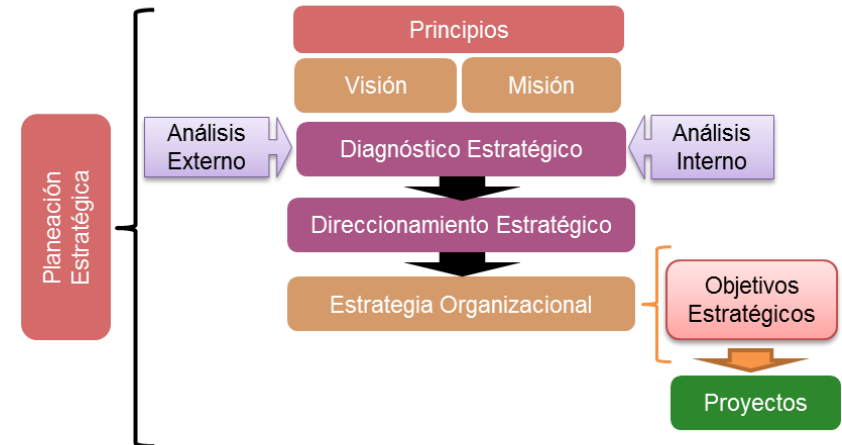 Principios
Visión
Misión
Análisis
Externo
Diagnóstico Estratégico
Análisis
Interno
Planeación
Estratégica
Direccionamiento Estratégico
Estrategia Organizacional
Objetivos
Estratégicos
Proyectos